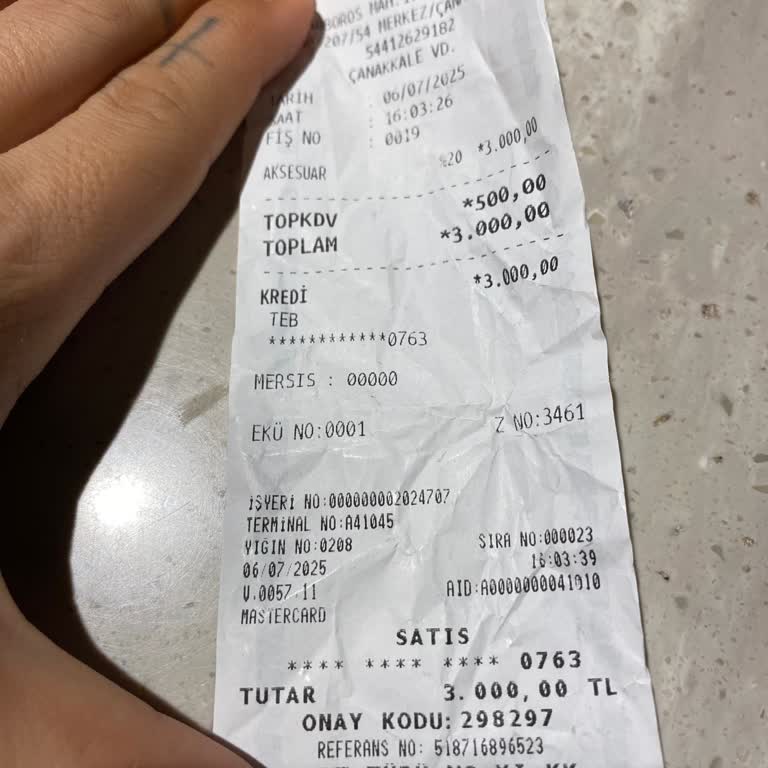 207/54 MERKEZ/ÇAN
54412629182
ÇANAKKALE VD.
TARİH : 06/07/2025
SAAT : 16:03:26
FİŞ NO : 0019
AKSESUAR %20 *3.000,00
TOPKDV *500,00
TOPLAM *3.000,00
KREDİ *3.000,00
TEB
************0763
MERSIS : 00000
EKÜ NO:0001 Z NO:3461
İŞYERİ NO:000000002024707
TERMİNAL NO:A41045
YIĞIN NO:0208 SIRA NO:000023
06/07/2025 16:03:39
V.0057.11 AID:A0000000041010
MASTERCARD
SATIS
**** **** **** 0763
TUTAR 3.000,00 TL
ONAY KODU:298297
REFERANS NO: 518716896523